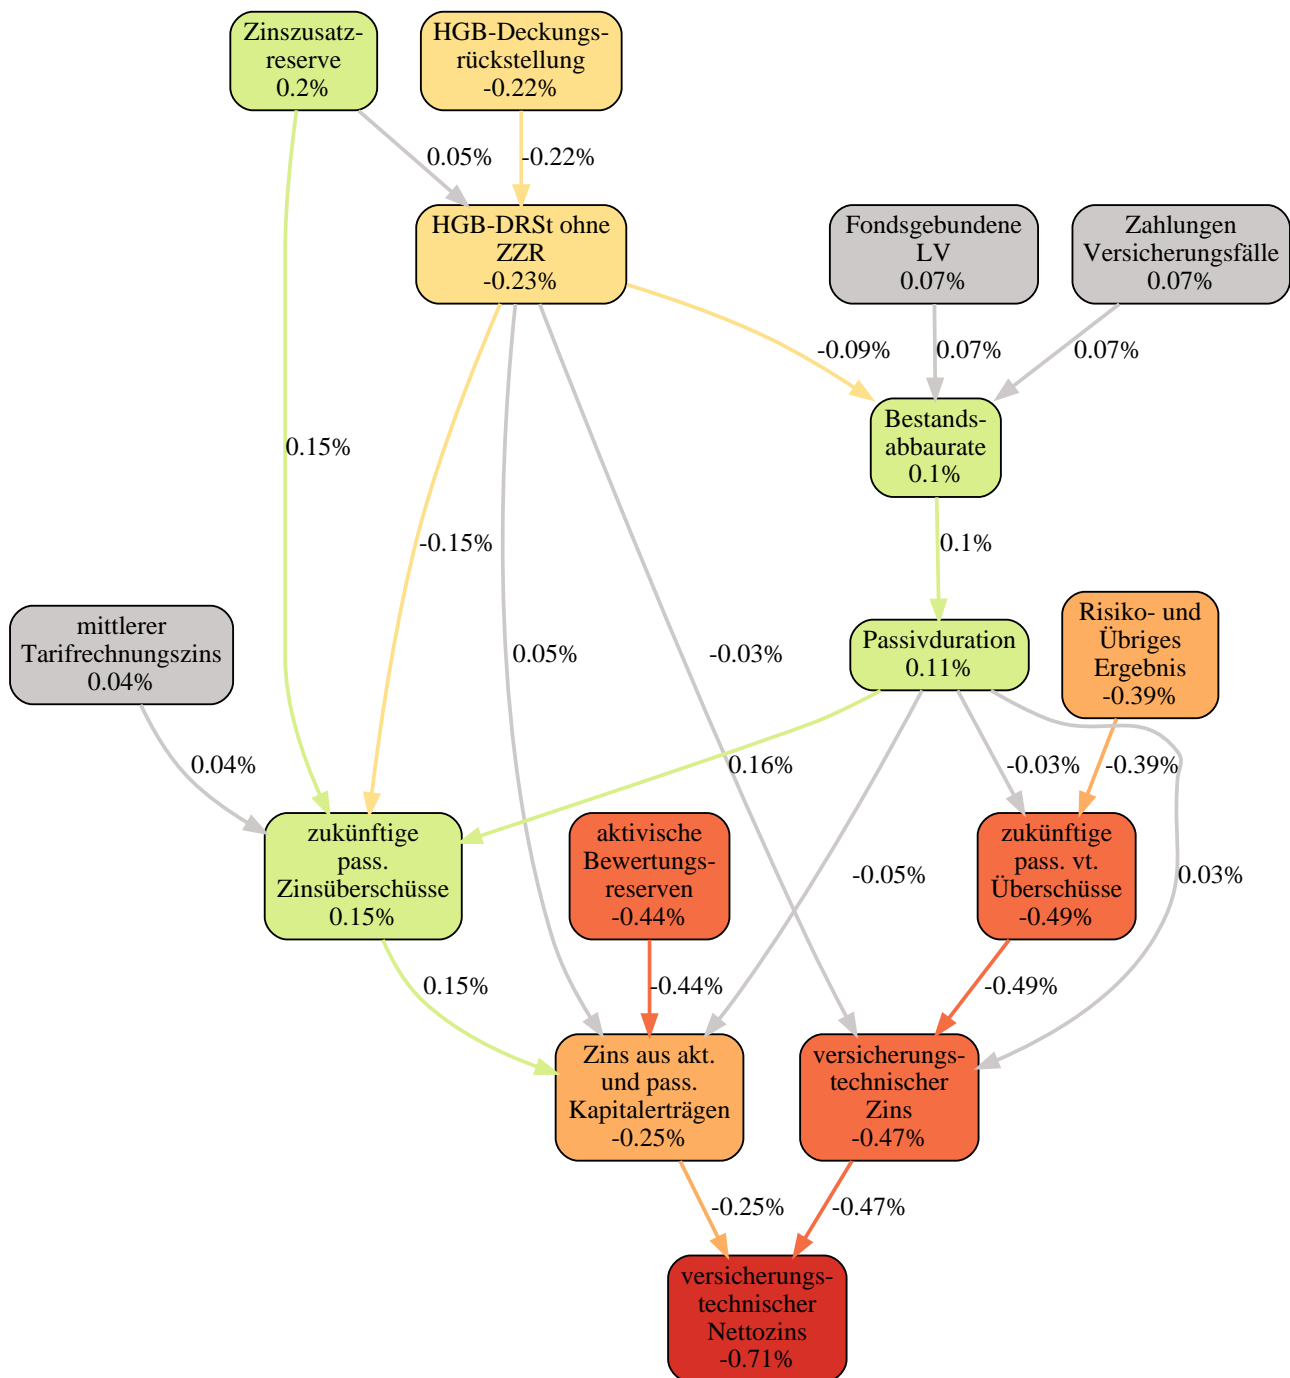 Zinszusatz-
reserve
0.2%
HGB-Deckungs-
rückstellung
-0.22%
0.05%
-0.22%
HGB-DRSt ohne
ZZR
-0.23%
Fondsgebundene
LV
0.07%
Zahlungen
Versicherungsfälle
0.07%
-0.09%
0.07%
0.07%
Bestands-
abbaurate
0.1%
0.15%
-0.15%
0.1%
mittlerer
Tarifrechnungszins
0.04%
0.05%
-0.03%
Passivduration
0.11%
Risiko- und
Übriges
Ergebnis
-0.39%
0.04%
0.16%
-0.03%
-0.39%
zukünftige
pass.
Zinsüberschüsse
0.15%
aktivische
Bewertungs-
reserven
-0.44%
-0.05%
zukünftige
pass. vt.
Überschüsse
-0.49%
0.03%
0.15%
-0.44%
-0.49%
Zins aus akt.
und pass.
Kapitalerträgen
-0.25%
versicherungs-
technischer
Zins
-0.47%
-0.25%
-0.47%
versicherungs-
technischer
Nettozins
-0.71%